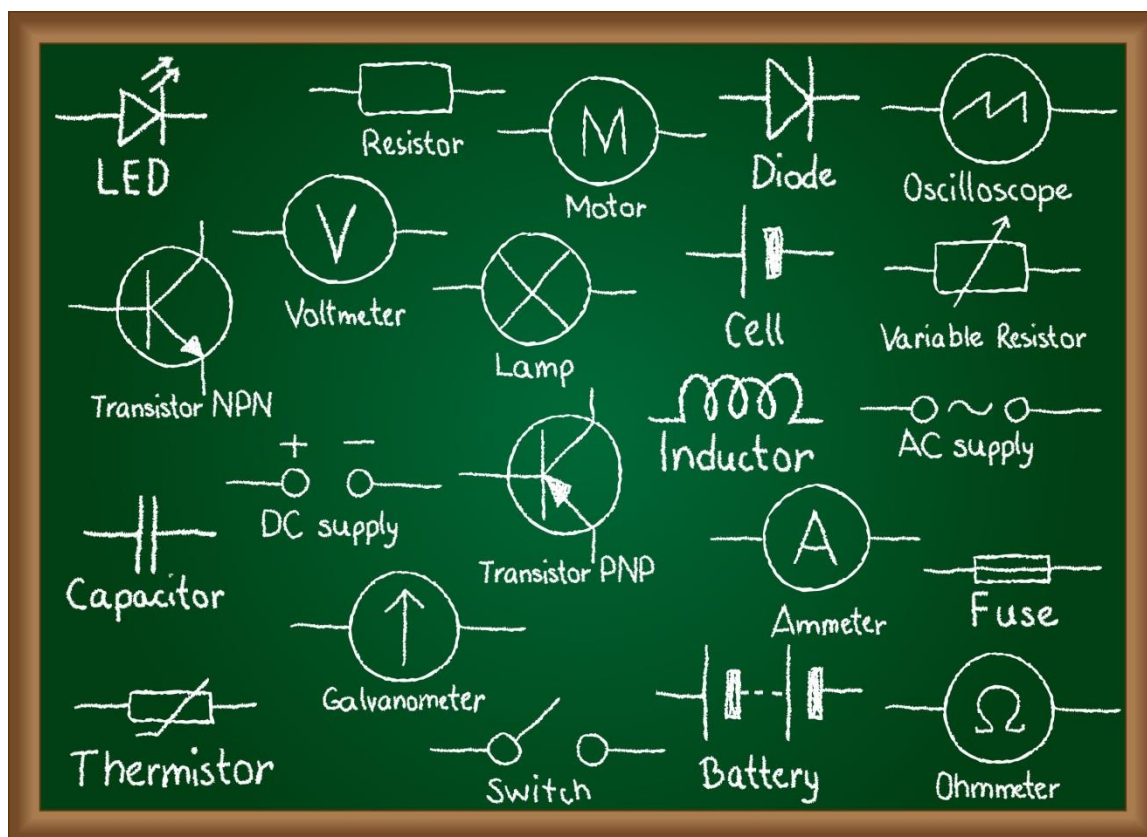 LED
Resistor
M
Motor
Diode
Oscilloscope
V
Voltmeter
Lamp
Cell
Variable Resistor
Transistor NPN
Inductor
AC supply
+ −
DC supply
Transistor PNP
A
Ammeter
Capacitor
Fuse
Galvanometer
Thermistor
Switch
Battery
Ω
Ohmmeter